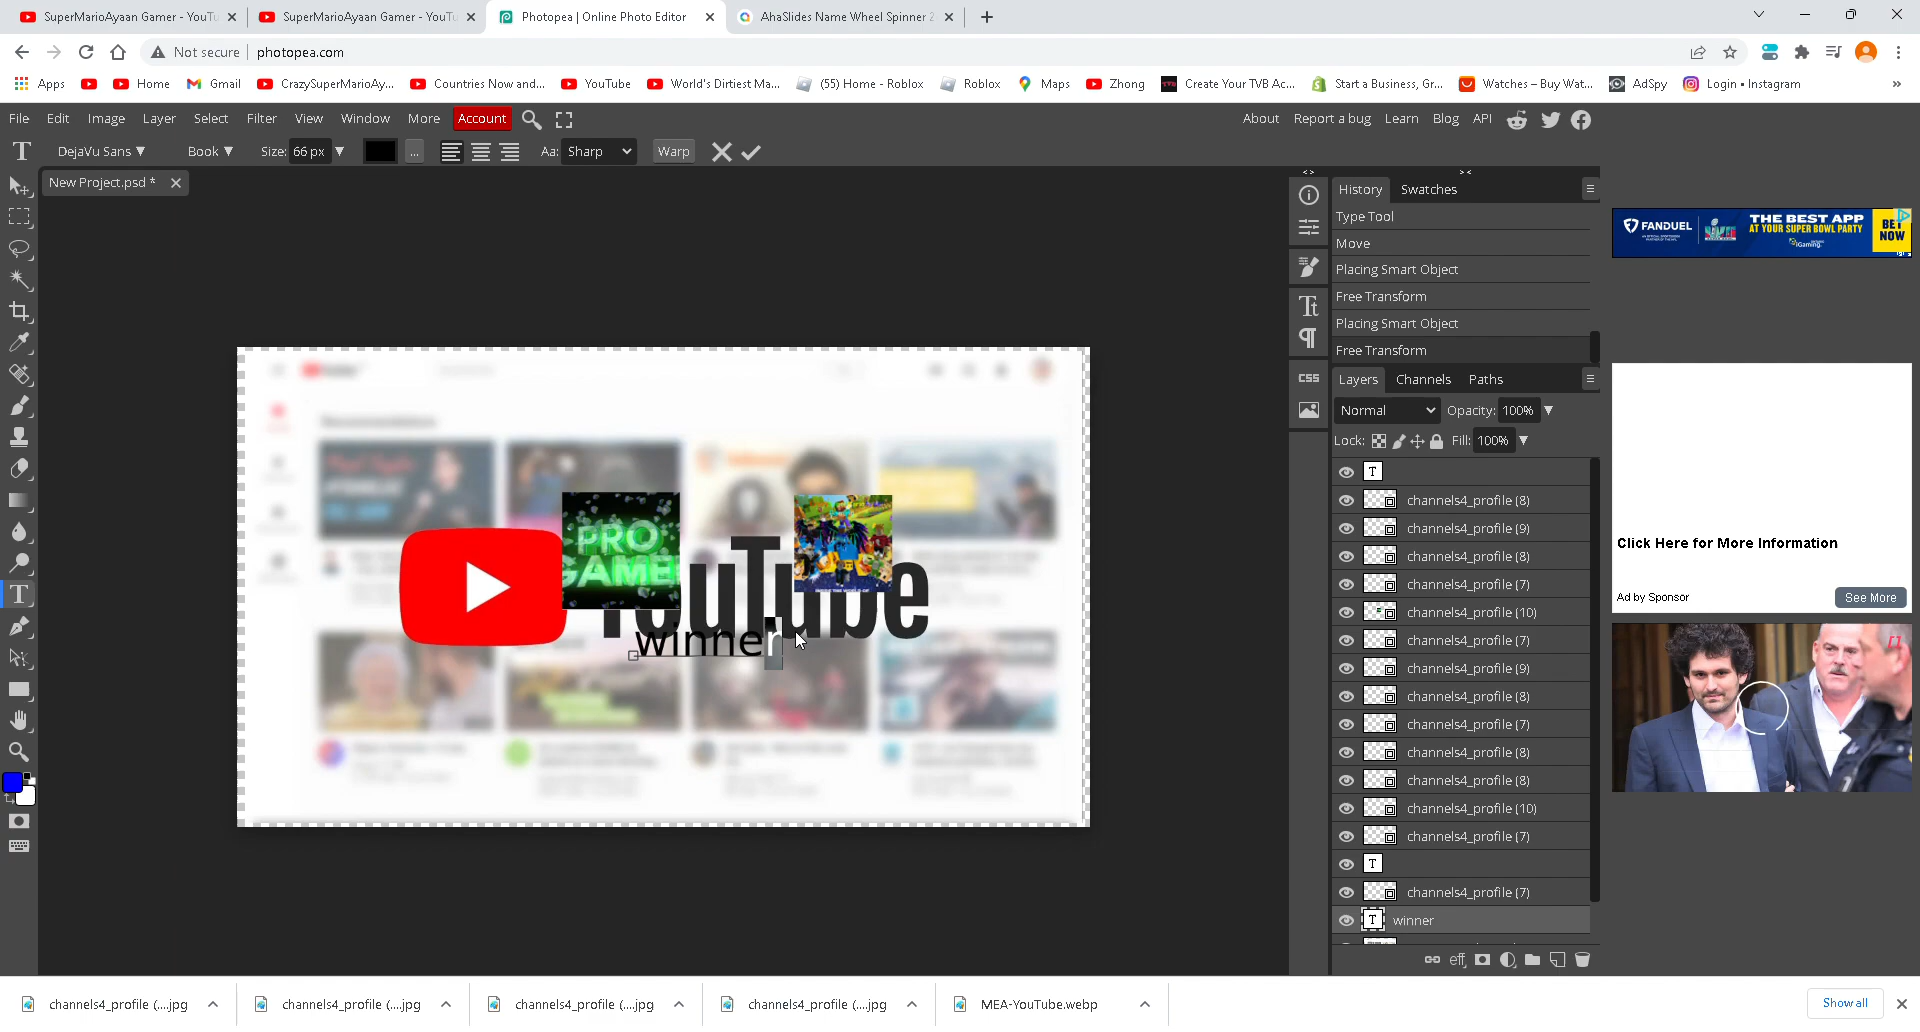 SuperMarioAyaan Gamer - YouTu
SuperMarioAyaan Gamer - YouTu
Photopea | Online Photo Editor
AhaSlides Name Wheel Spinner 2
Not secure
photopea.com
Apps
Home
Gmail
CrazySuperMarioAy...
Countries Now and...
YouTube
World's Dirtiest Ma...
(55) Home - Roblox
Roblox
Maps
Zhong
Create Your TVB Ac...
Start a Business, Gr...
Watches – Buy Wat...
AdSpy
Login • Instagram
»
File Edit Image Layer Select Filter View Window More Account
About Report a bug Learn Blog API
DejaVu Sans Book Size: 66 px ... Aa: Sharp Warp
New Project.psd *
History Swatches
Type Tool
Move
Placing Smart Object
Free Transform
Placing Smart Object
Free Transform
CSS
Layers Channels Paths
Normal Opacity: 100%
Lock: Fill: 100%
T
channels4_profile (8)
channels4_profile (9)
channels4_profile (8)
channels4_profile (7)
channels4_profile (10)
channels4_profile (7)
channels4_profile (9)
channels4_profile (8)
channels4_profile (7)
channels4_profile (8)
channels4_profile (8)
channels4_profile (10)
channels4_profile (7)
T
channels4_profile (7)
T winner
eff
PRO
GAMER
YouTube
winner
FANDUEL
THE BEST APP
AT YOUR SUPER BOWL PARTY
iGaming.
BET
NOW
Click Here for More Information
Ad by Sponsor
See More
channels4_profile (....jpg
channels4_profile (....jpg
channels4_profile (....jpg
channels4_profile (....jpg
MEA-YouTube.webp
Show all